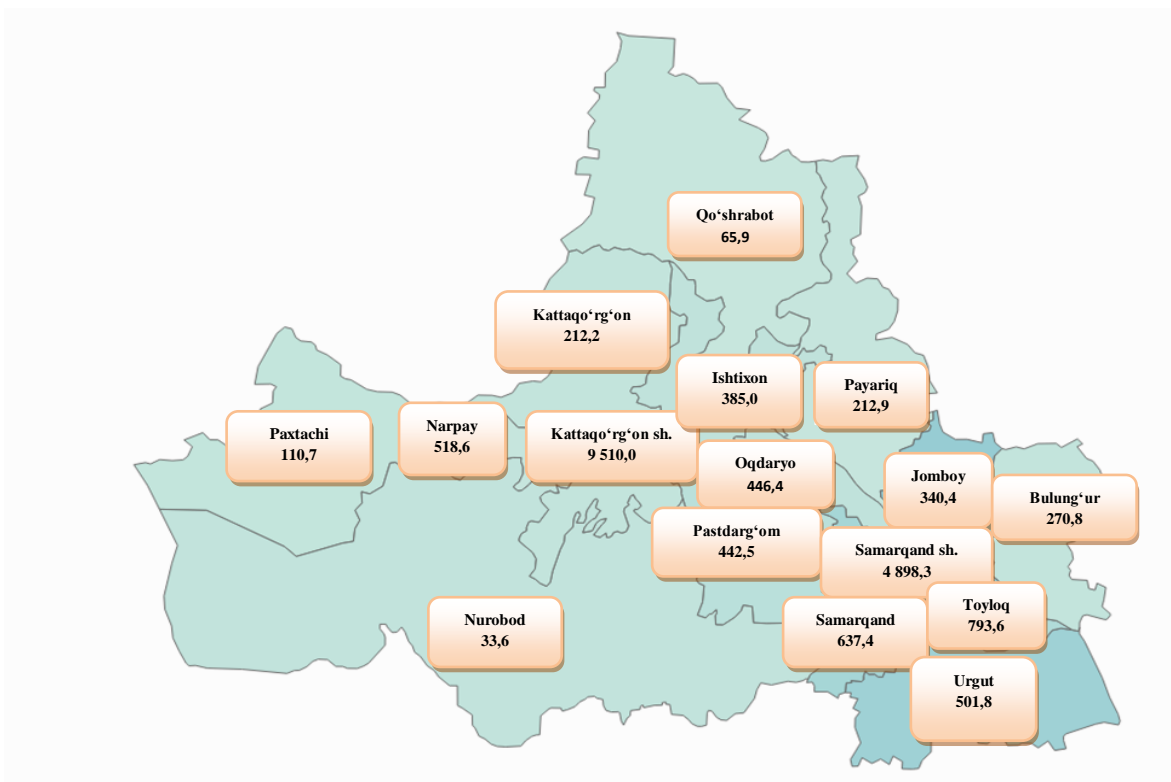 Qo‘shrabot
65,9
Kattaqo‘rg‘on
212,2
Ishtixon
385,0
Payariq
212,9
Paxtachi
110,7
Narpay
518,6
Kattaqo‘rg‘on sh.
9 510,0
Oqdaryo
446,4
Jomboy
340,4
Bulung‘ur
270,8
Pastdarg‘om
442,5
Samarqand sh.
4 898,3
Nurobod
33,6
Samarqand
637,4
Toyloq
793,6
Urgut
501,8